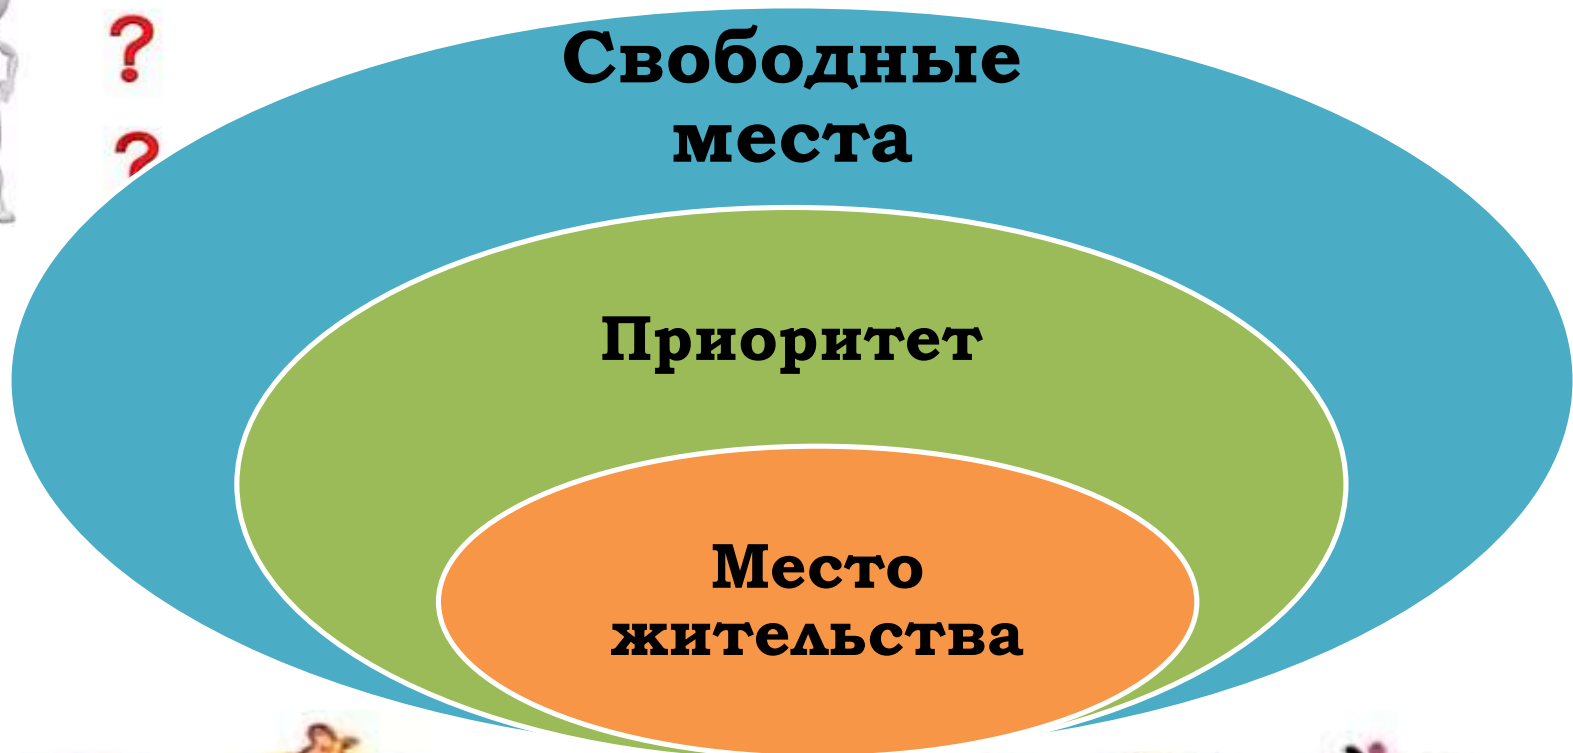 ?
?
Свободные
места
Приоритет
Место
жительства